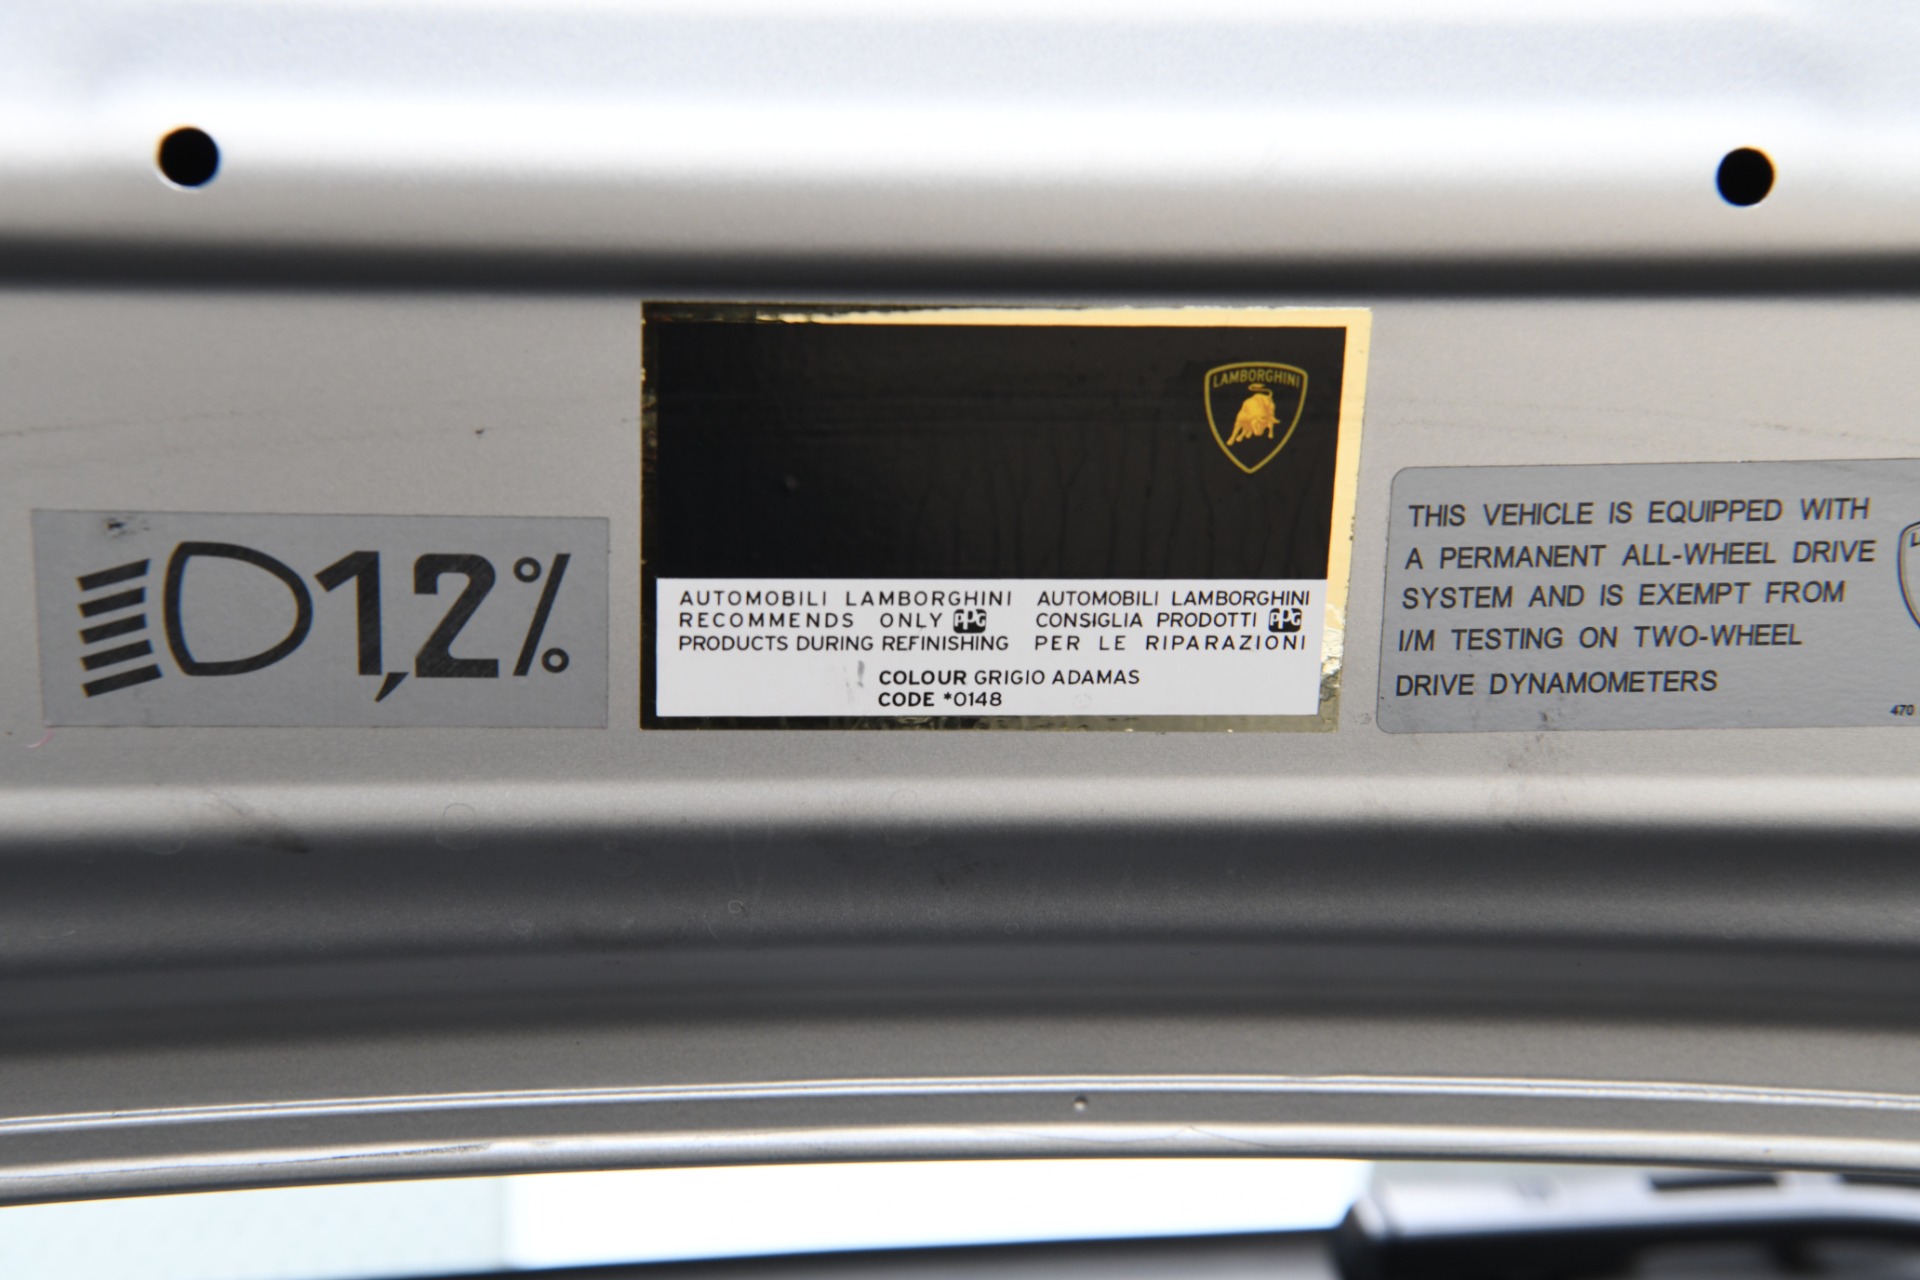 1,2%
LAMBORGHINI
AUTOMOBILI LAMBORGHINI
RECOMMENDS ONLY PPG
PRODUCTS DURING REFINISHING
AUTOMOBILI LAMBORGHINI
CONSIGLIA PRODOTTI PPG
PER LE RIPARAZIONI
COLOUR GRIGIO ADAMAS
CODE *0148
THIS VEHICLE IS EQUIPPED WITH
A PERMANENT ALL-WHEEL DRIVE
SYSTEM AND IS EXEMPT FROM
I/M TESTING ON TWO-WHEEL
DRIVE DYNAMOMETERS
470